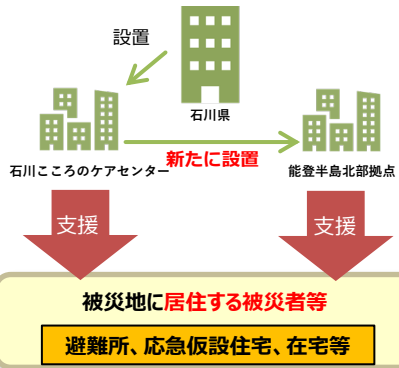 設置
石川県
石川こころのケアセンター
新たに設置
能登半島北部拠点
支援
支援
被災地に居住する被災者等
避難所、応急仮設住宅、在宅等